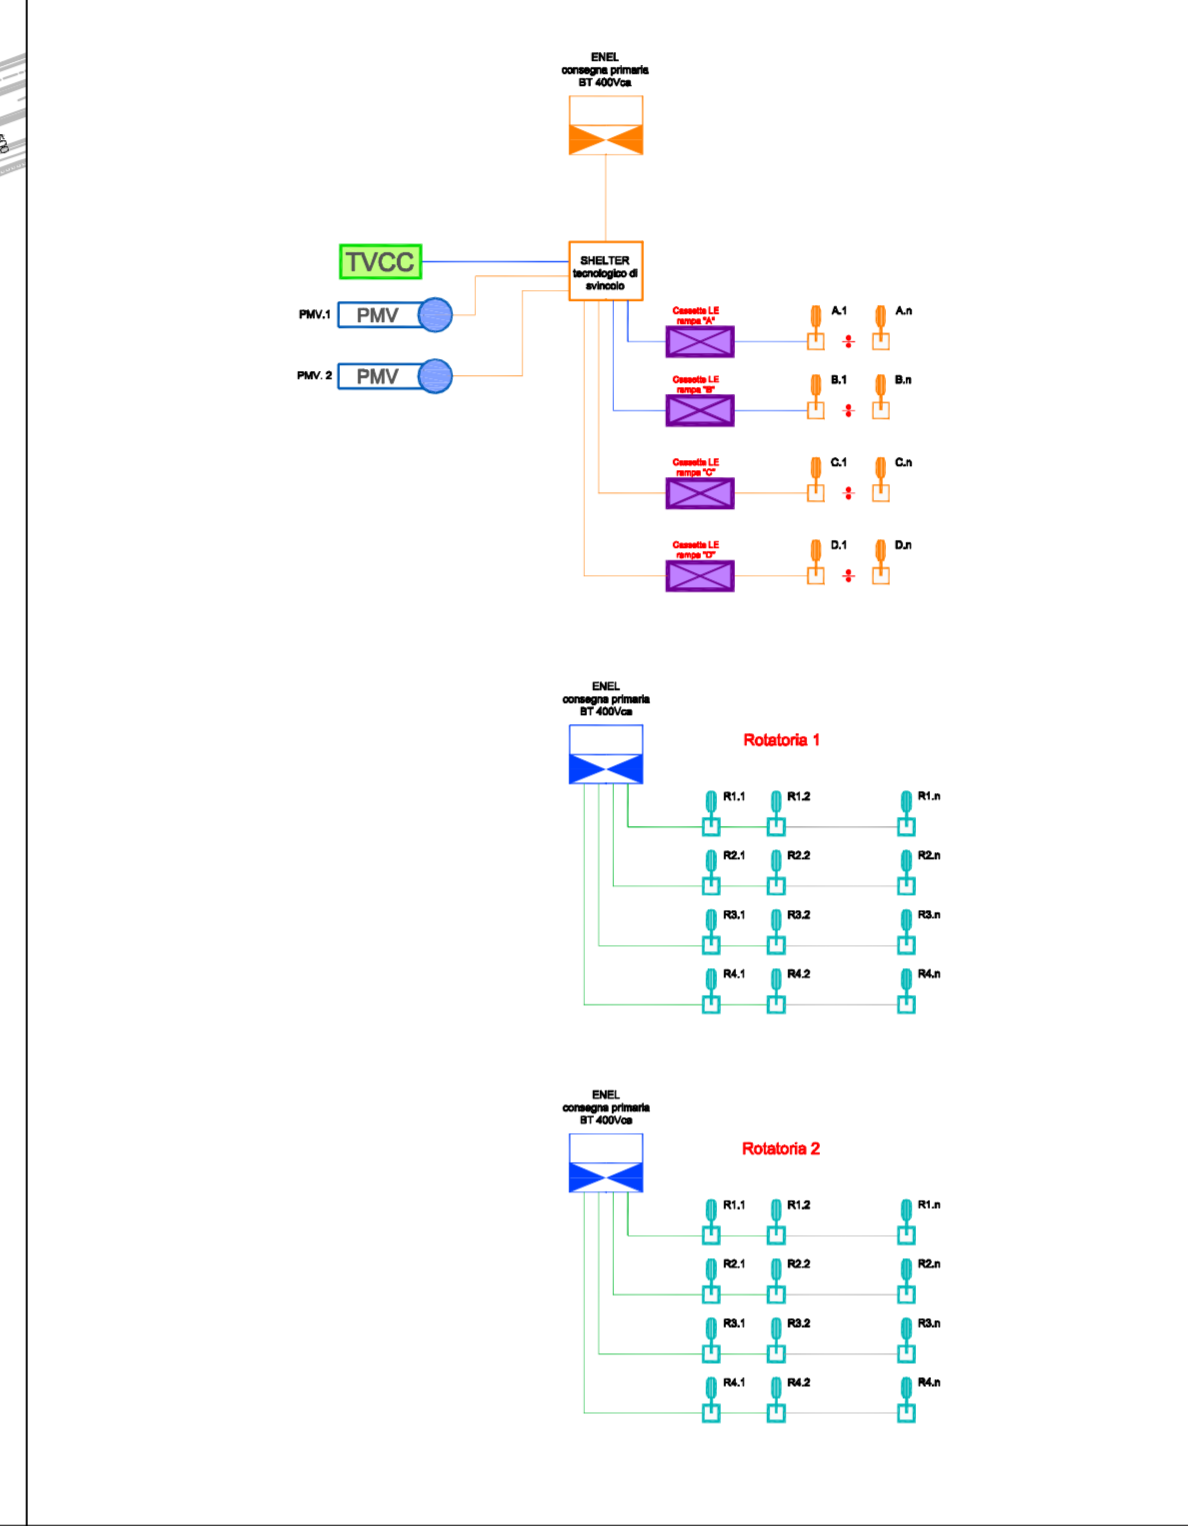 ENEL
consegna primaria
BT 400Vca
SHELTER
tecnologico di
svincolo
TVCC
PMV.1
PMV
PMV. 2
PMV
Cassetta LE
rampa "A"
A.1
A.n
Cassetta LE
rampa "B"
B.1
B.n
Cassetta LE
rampa "C"
C.1
C.n
Cassetta LE
rampa "D"
D.1
D.n
ENEL
consegna primaria
BT 400Vca
Rotatoria 1
R1.1
R1.2
R1.n
R2.1
R2.2
R2.n
R3.1
R3.2
R3.n
R4.1
R4.2
R4.n
ENEL
consegna primaria
BT 400Vca
Rotatoria 2
R1.1
R1.2
R1.n
R2.1
R2.2
R2.n
R3.1
R3.2
R3.n
R4.1
R4.2
R4.n